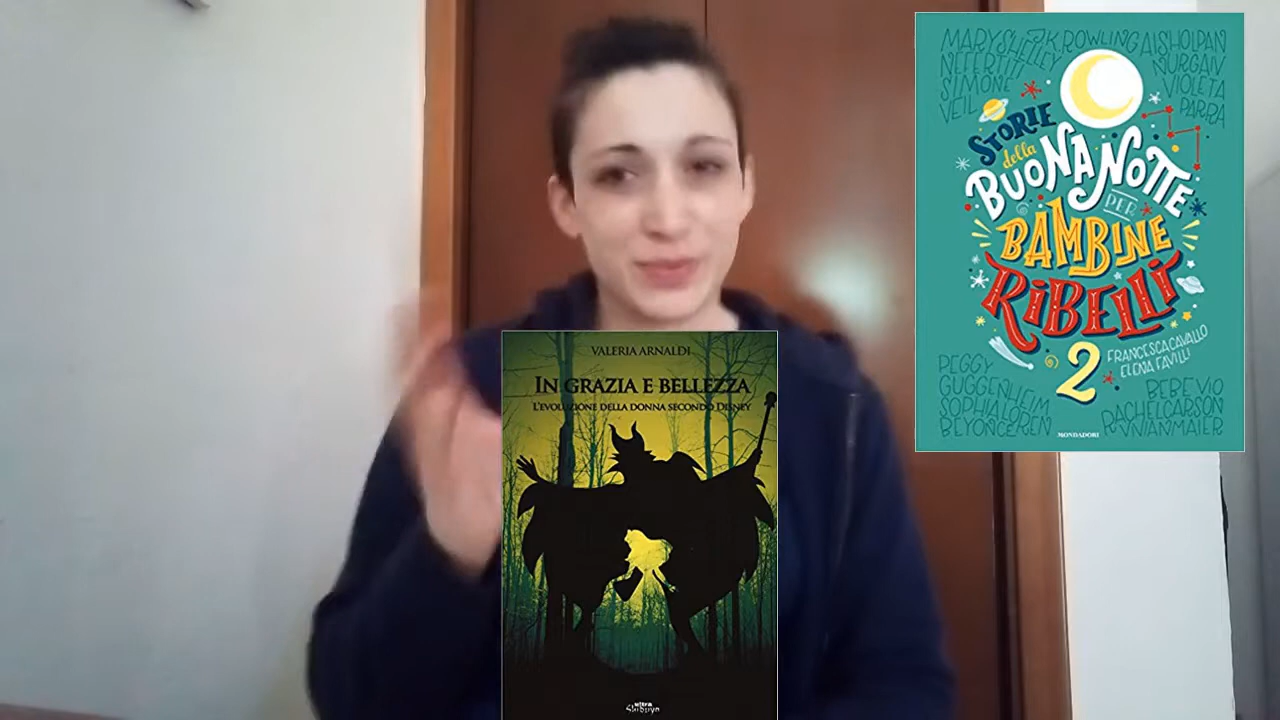 VALERIA ARNALDI
IN GRAZIA E BELLEZZA
L'EVOLUZIONE DELLA DONNA SECONDO DISNEY
ultra
MARY SHELLEY J.K. ROWLING AISHOLPAN
NEFERTITI NURGAIV
SIMONE VIOLETA
VEIL PARRA
STORIE
della
BUONANOTTE
PER
BAMBINE
RIBELLI
2
FRANCESCA CAVALLO
ELENA FAVILLI
PEGGY
GUGGENHEIM BEBE VIO
SOPHIA LOREN RACHEL CARSON
BEYONCE VIVIAN MAIER
MONDADORI